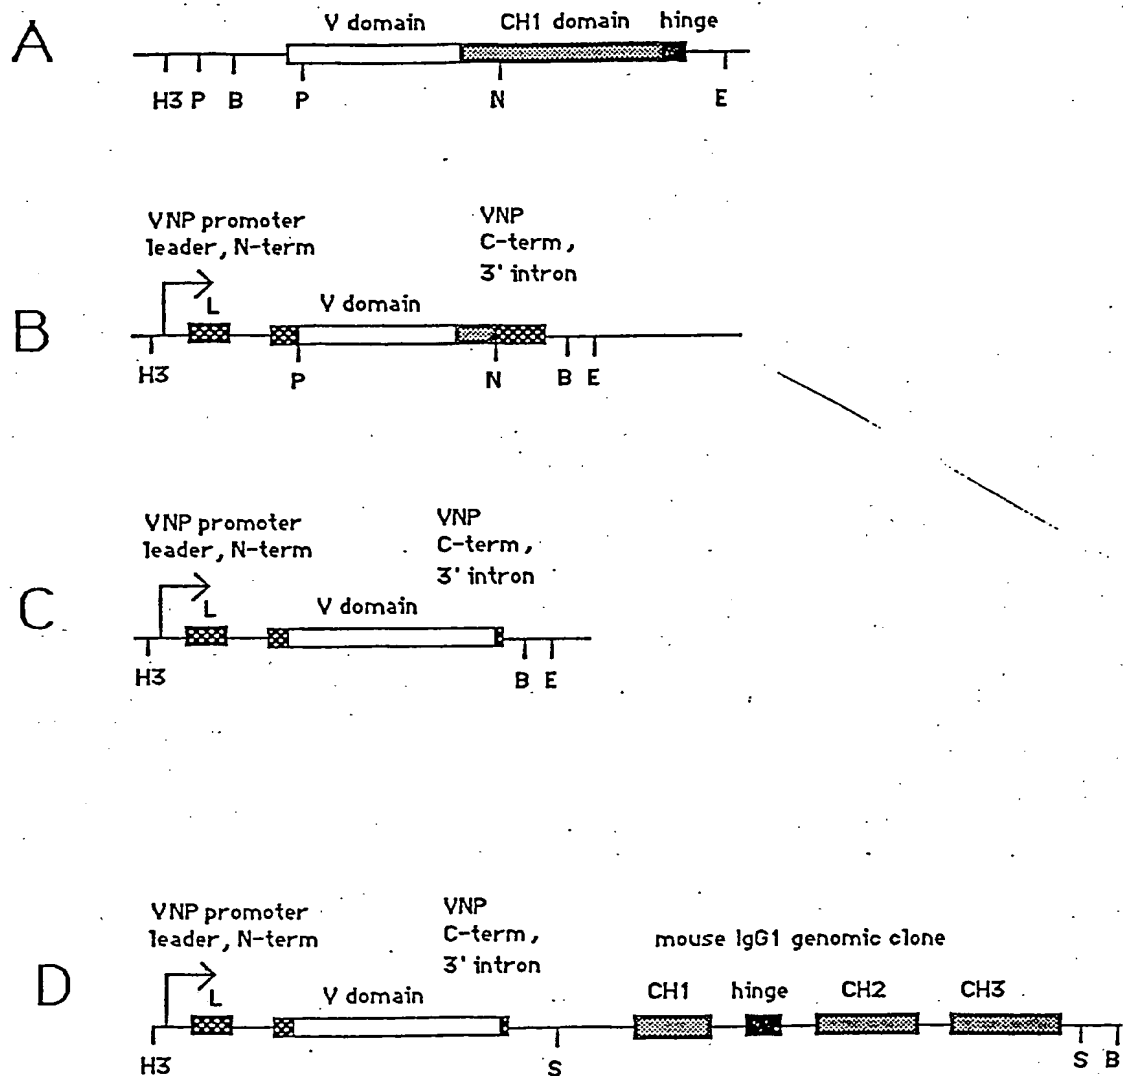 A
V domain CH1 domain hinge
H3 P B P N E
B
VNP promoter
leader, N-term
VNP
C-term,
3' intron
L
V domain
H3 P N B E
C
VNP promoter
leader, N-term
VNP
C-term,
3' intron
L
V domain
H3 B E
D
VNP promoter
leader, N-term
VNP
C-term,
3' intron
mouse IgG1 genomic clone
L
V domain
CH1 hinge CH2 CH3
H3 S S B